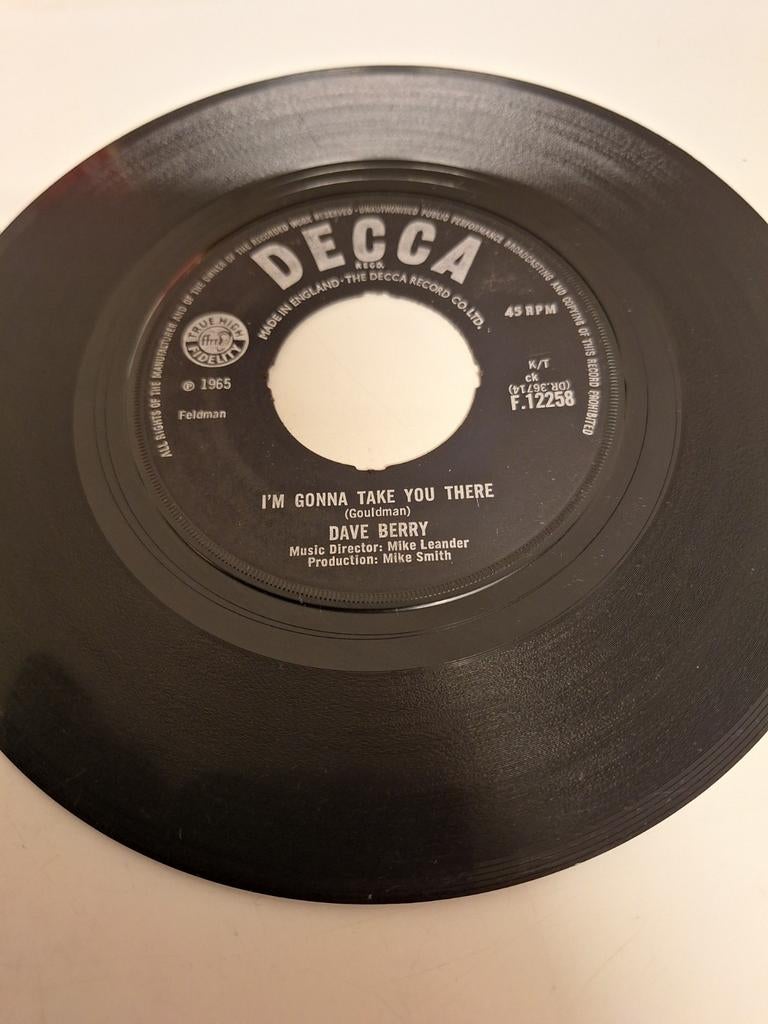 ALL RIGHTS OF THE MANUFACTURER AND OF THE OWNER OF THE RECORDED WORK RESERVED · UNAUTHORISED PUBLIC PERFORMANCE BROADCASTING AND COPYING OF THIS RECORD PROHIBITED
DECCA
REGD.
MADE IN ENGLAND · THE DECCA RECORD CO. LTD.
TRUE HIGH
ffrr
FIDELITY
45 RPM
℗ 1965
K/T
ck
(DR.36714)
Feldman
F.12258
I'M GONNA TAKE YOU THERE
(Gouldman)
DAVE BERRY
Music Director: Mike Leander
Production: Mike Smith